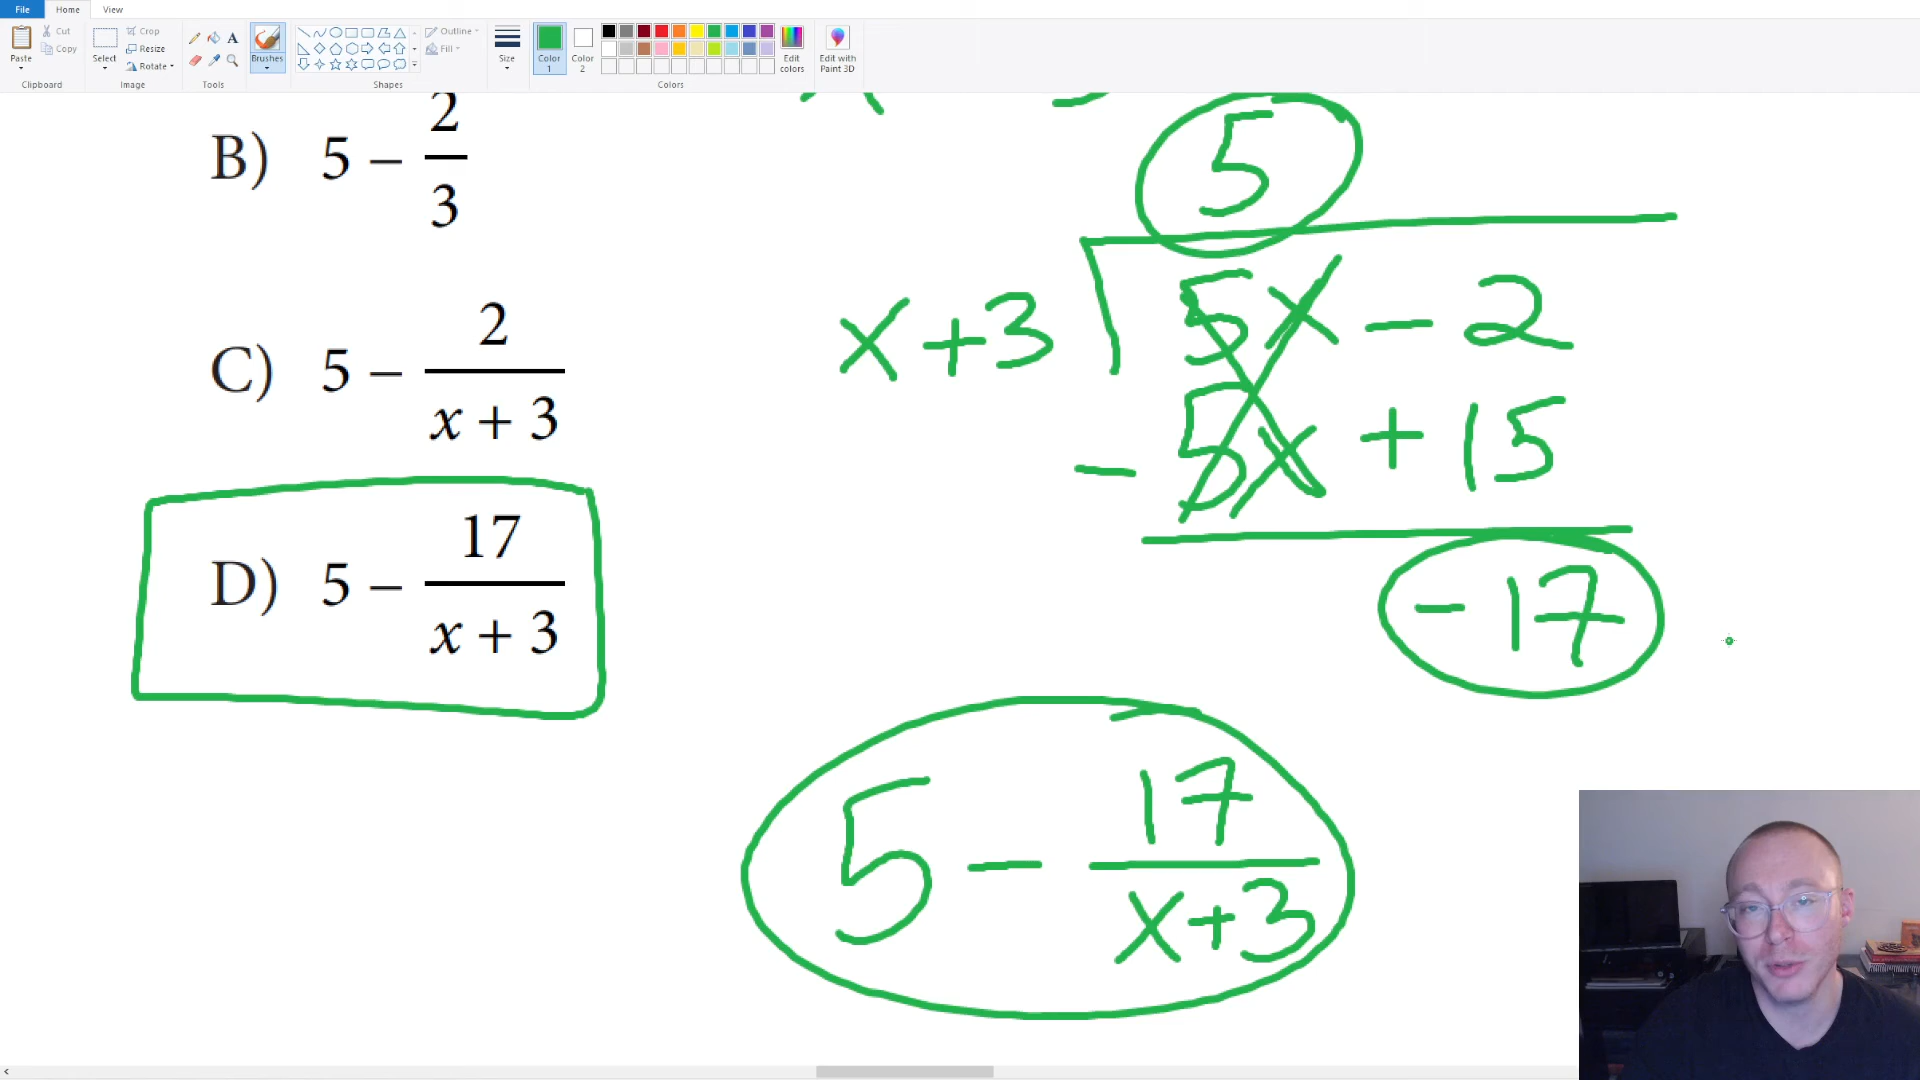 File Home View
Paste Cut Copy Clipboard
Select Crop Resize Rotate Image
A Tools
Brushes
Shapes Outline Fill
Size
Color 1 Color 2 Colors
Edit colors
Edit with Paint 3D
B) 5 − 2/3
C) 5 − 2/(x + 3)
D) 5 − 17/(x + 3)
5
x+3 5x − 2
− 5x + 15
−17
5 − 17/(x+3)